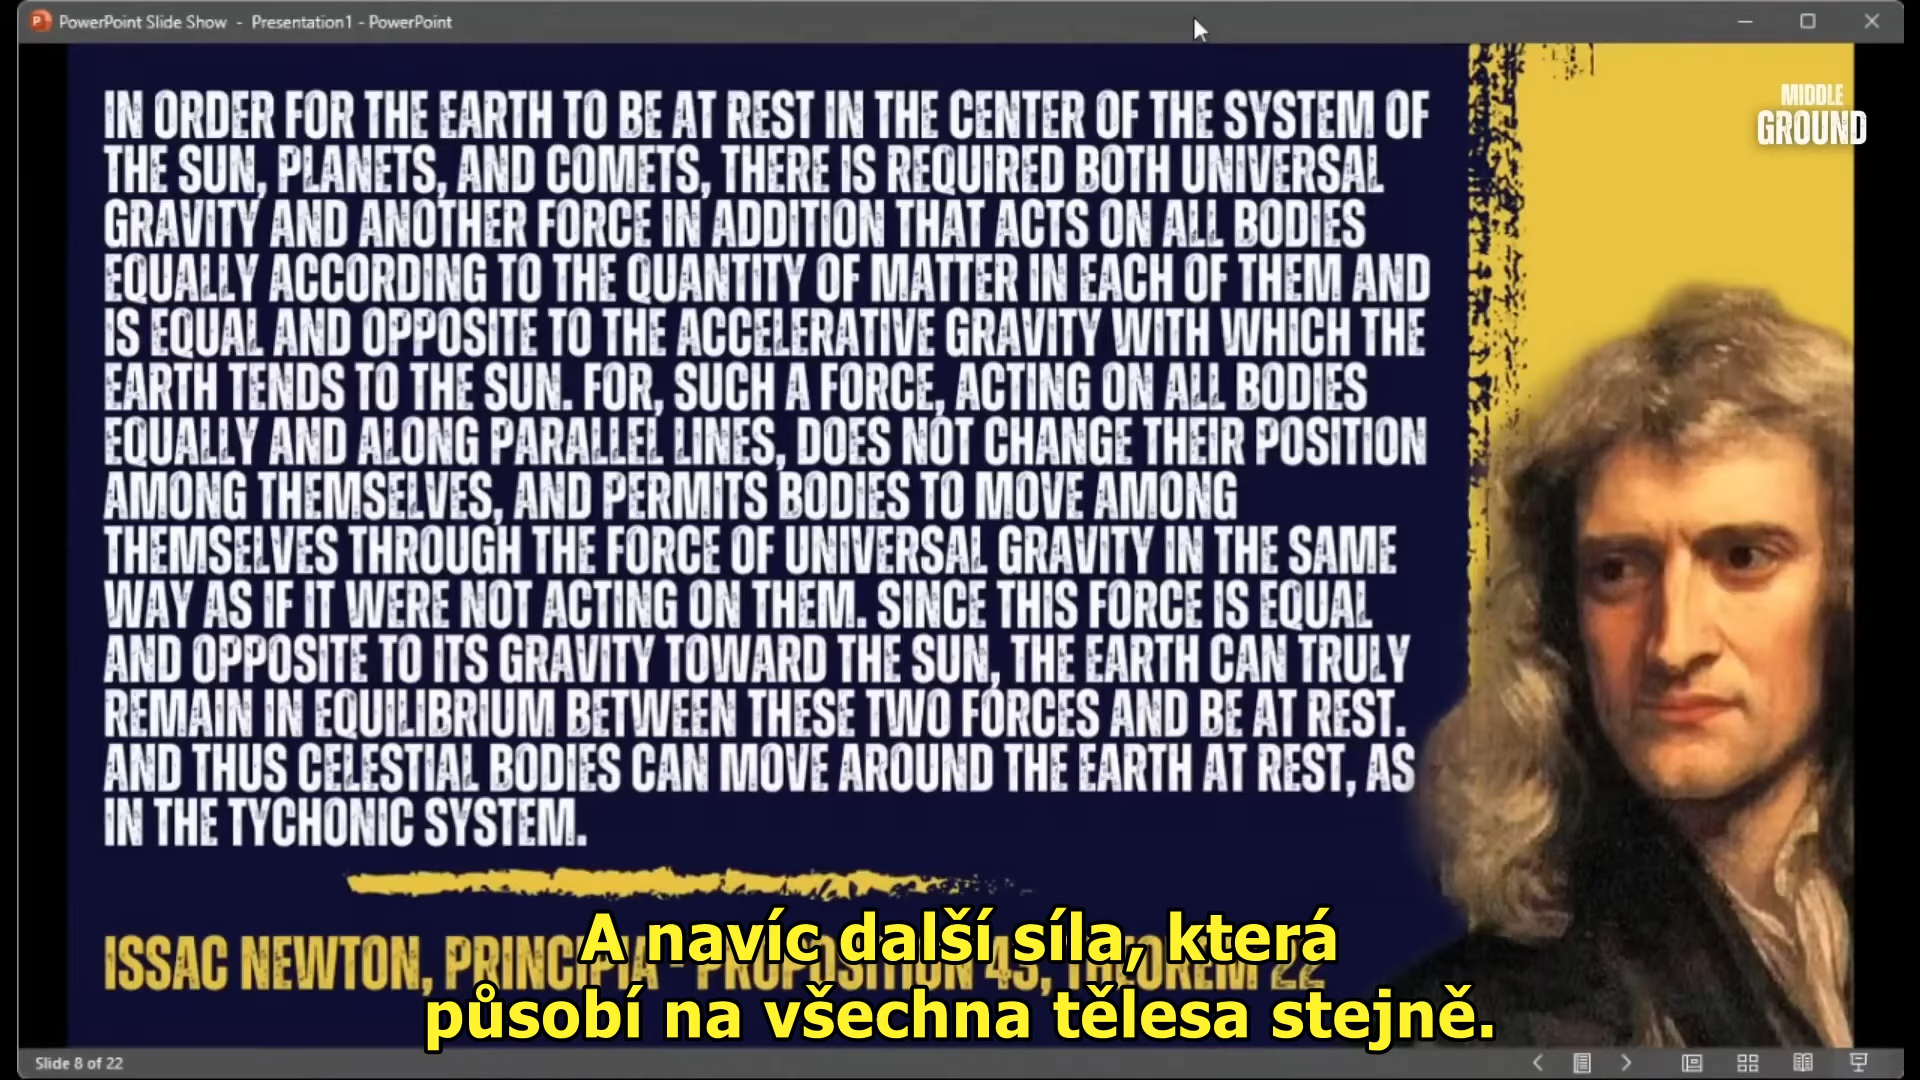 PowerPoint Slide Show - Presentation1 - PowerPoint
MIDDLE
GROUND
IN ORDER FOR THE EARTH TO BE AT REST IN THE CENTER OF THE SYSTEM OF
THE SUN, PLANETS, AND COMETS, THERE IS REQUIRED BOTH UNIVERSAL
GRAVITY AND ANOTHER FORCE IN ADDITION THAT ACTS ON ALL BODIES
EQUALLY ACCORDING TO THE QUANTITY OF MATTER IN EACH OF THEM AND
IS EQUAL AND OPPOSITE TO THE ACCELERATIVE GRAVITY WITH WHICH THE
EARTH TENDS TO THE SUN. FOR, SUCH A FORCE, ACTING ON ALL BODIES
EQUALLY AND ALONG PARALLEL LINES, DOES NOT CHANGE THEIR POSITION
AMONG THEMSELVES, AND PERMITS BODIES TO MOVE AMONG
THEMSELVES THROUGH THE FORCE OF UNIVERSAL GRAVITY IN THE SAME
WAY AS IF IT WERE NOT ACTING ON THEM. SINCE THIS FORCE IS EQUAL
AND OPPOSITE TO ITS GRAVITY TOWARD THE SUN, THE EARTH CAN TRULY
REMAIN IN EQUILIBRIUM BETWEEN THESE TWO FORCES AND BE AT REST.
AND THUS CELESTIAL BODIES CAN MOVE AROUND THE EARTH AT REST, AS
IN THE TYCHONIC SYSTEM.
ISSAC NEWTON, PRINCIPIA - PROPOSITION 43, THEOREM 22
A navíc další síla, která
působí na všechna tělesa stejně.
Slide 8 of 22